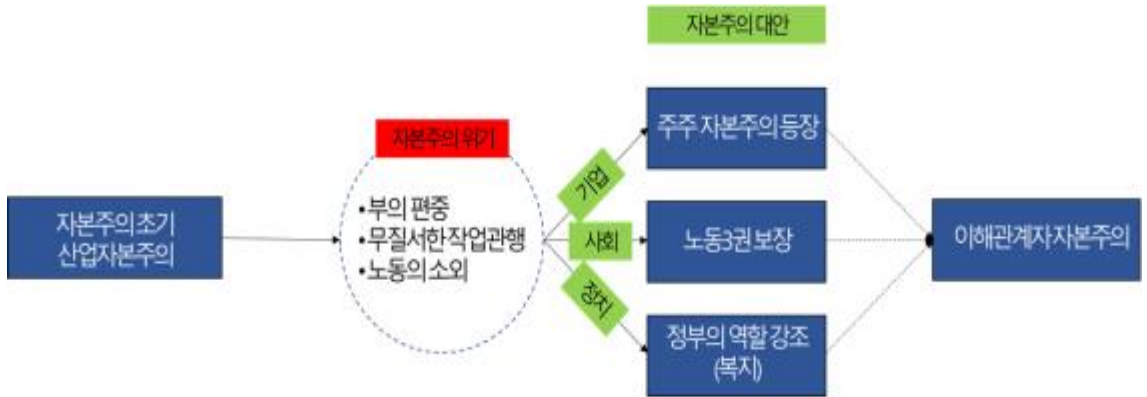 자본주의 대안
주주 자본주의 등장
자본주의 위기
기업
• 부의 편중
• 무질서한 작업관행
• 노동의 소외
자본주의 초기
산업자본주의
사회
노동3권 보장
이해관계자 자본주의
정치
정부의 역할 강조
(복지)